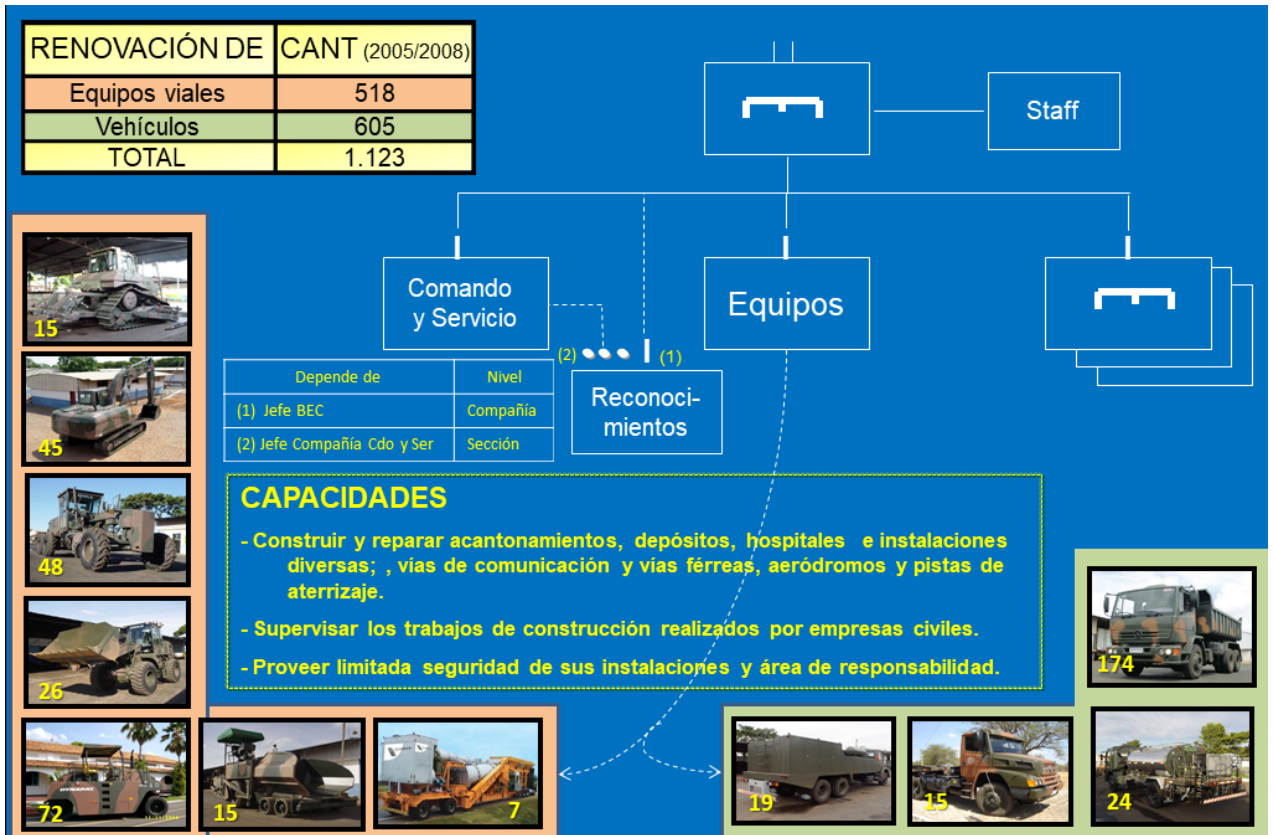 RENOVACIÓN DE CANT (2005/2008)
Equipos viales 518
Vehículos 605
TOTAL 1.123
Staff
Comando
y Servicio
Equipos
(2)
(1)
Reconoci-
mientos
Depende de Nivel
(1) Jefe BEC Compañía
(2) Jefe Compañía Cdo y Ser Sección
CAPACIDADES
- Construir y reparar acantonamientos, depósitos, hospitales e instalaciones
diversas; , vías de comunicación y vías férreas, aeródromos y pistas de
aterrizaje.
- Supervisar los trabajos de construcción realizados por empresas civiles.
- Proveer limitada seguridad de sus instalaciones y área de responsabilidad.
15
45
48
26
DYNAPAC
72
15
7
19
15
24
174